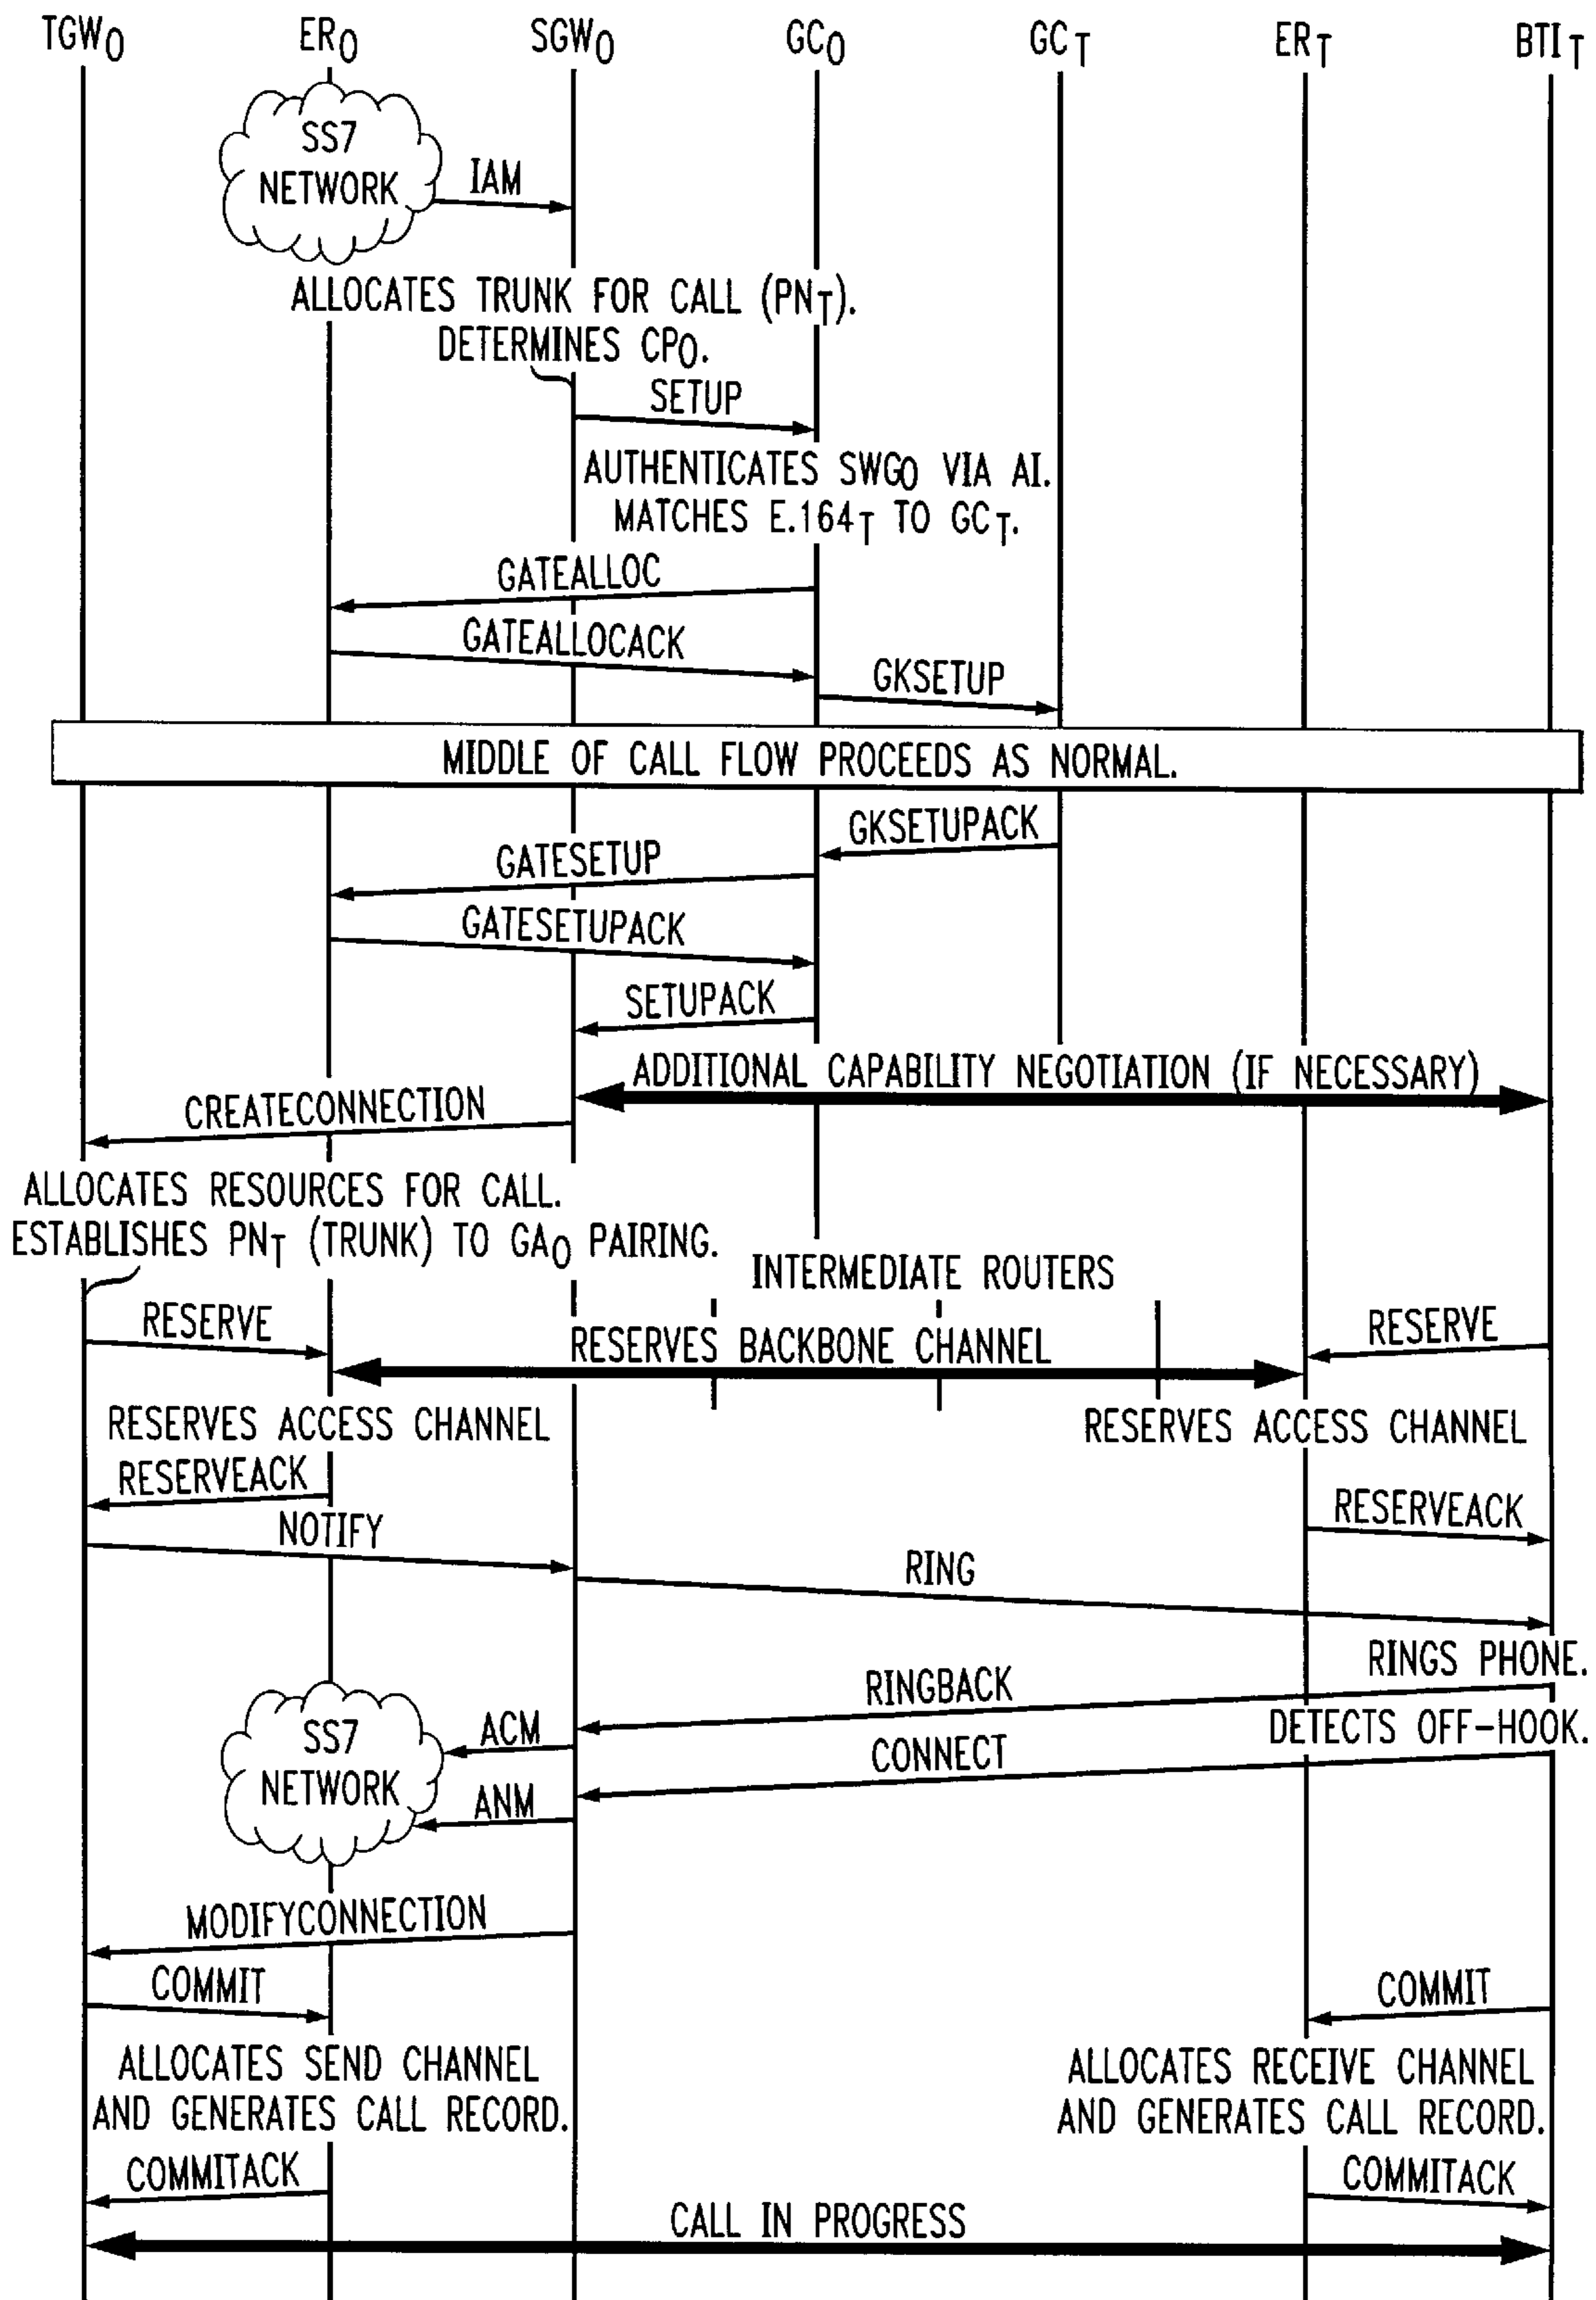 TGWO ERO SGWO GCO GCT ERT BTIT
SS7
NETWORK
IAM
ALLOCATES TRUNK FOR CALL (PNT).
DETERMINES CPO.
SETUP
AUTHENTICATES SWGO VIA AI.
MATCHES E.164T TO GCT.
GATEALLOC
GATEALLOCACK
GKSETUP
MIDDLE OF CALL FLOW PROCEEDS AS NORMAL.
GKSETUPACK
GATESETUP
GATESETUPACK
SETUPACK
ADDITIONAL CAPABILITY NEGOTIATION (IF NECESSARY)
CREATECONNECTION
ALLOCATES RESOURCES FOR CALL.
ESTABLISHES PNT (TRUNK) TO GAO PAIRING.
INTERMEDIATE ROUTERS
RESERVE
RESERVES BACKBONE CHANNEL
RESERVE
RESERVES ACCESS CHANNEL
RESERVES ACCESS CHANNEL
RESERVEACK
RESERVEACK
NOTIFY
RING
RINGS PHONE.
RINGBACK
DETECTS OFF-HOOK.
SS7
NETWORK
ACM
CONNECT
ANM
MODIFYCONNECTION
COMMIT
COMMIT
ALLOCATES SEND CHANNEL
AND GENERATES CALL RECORD.
ALLOCATES RECEIVE CHANNEL
AND GENERATES CALL RECORD.
COMMITACK
COMMITACK
CALL IN PROGRESS